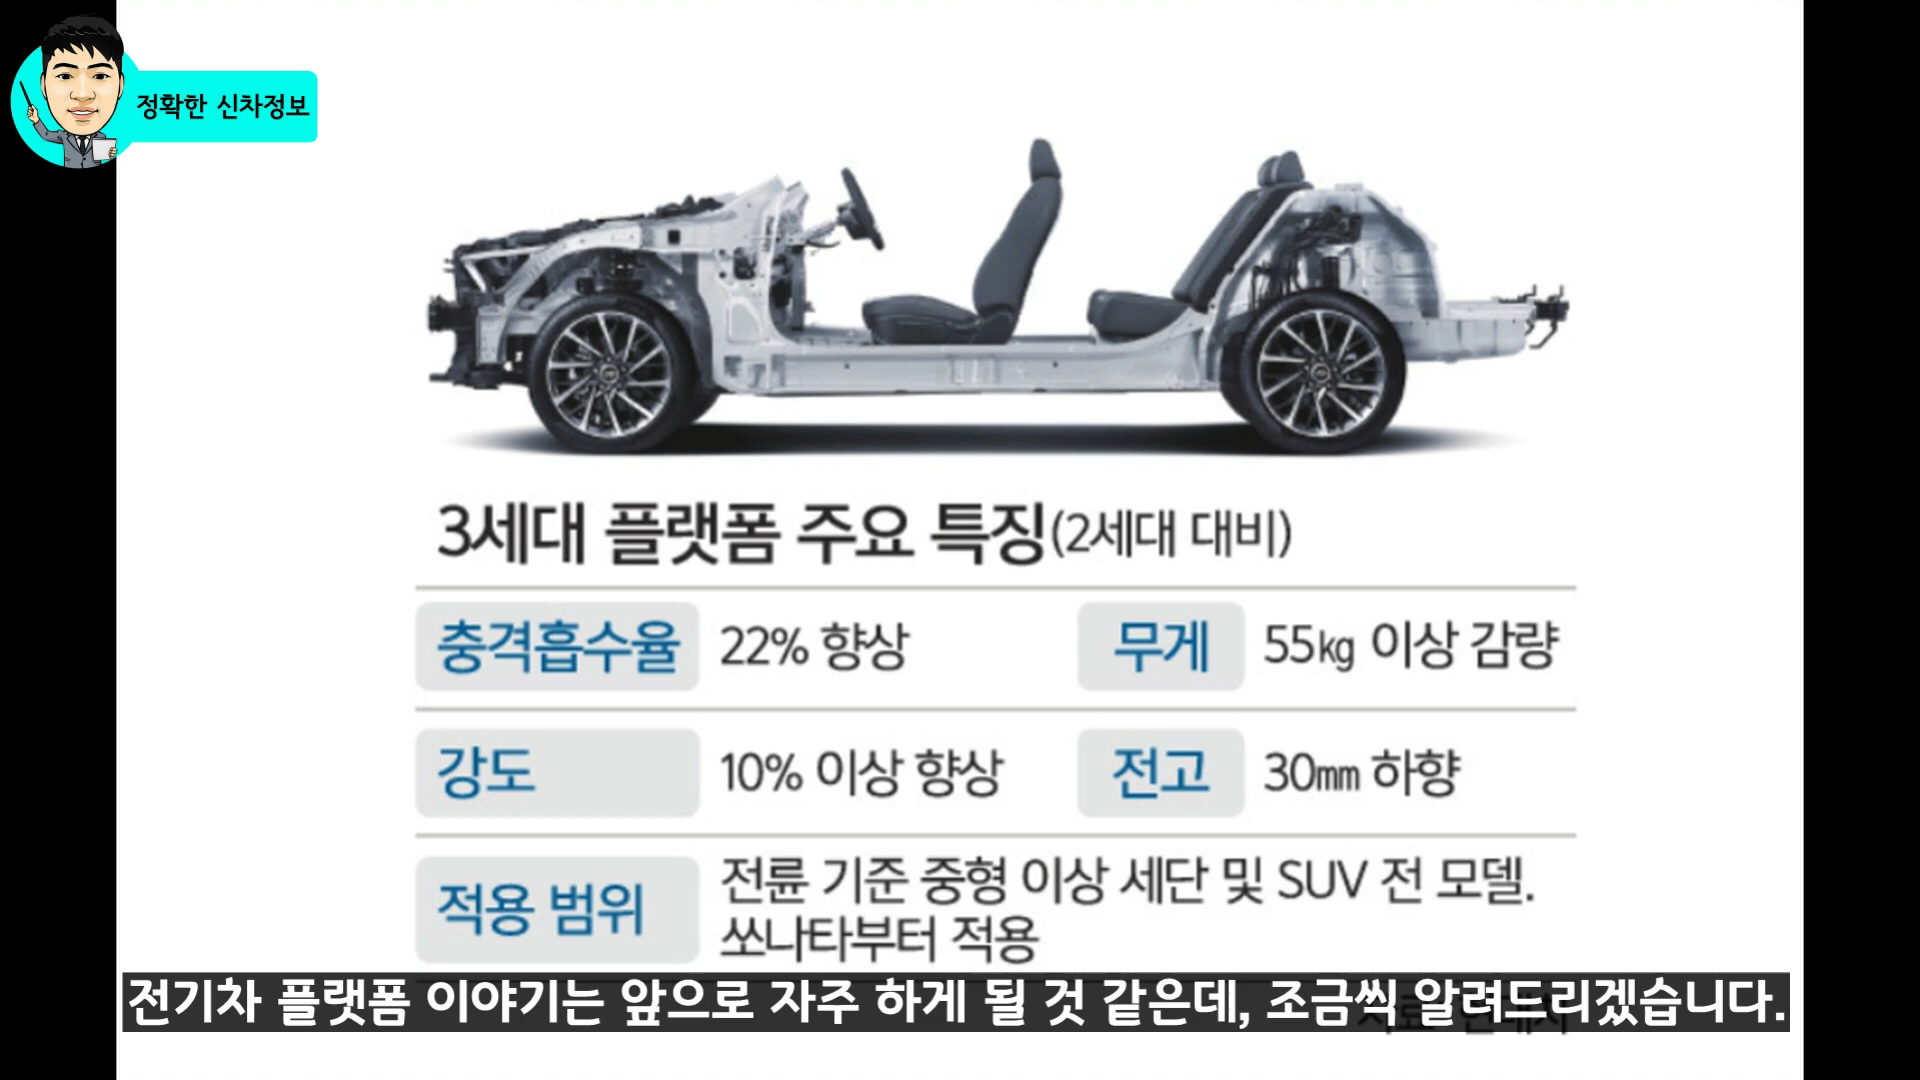 정확한 신차정보
3세대 플랫폼 주요 특징(2세대 대비)
충격흡수율 22% 향상 무게 55㎏ 이상 감량
강도 10% 이상 향상 전고 30㎜ 하향
적용 범위 전륜 기준 중형 이상 세단 및 SUV 전 모델.
쏘나타부터 적용
전기차 플랫폼 이야기는 앞으로 자주 하게 될 것 같은데, 조금씩 알려드리겠습니다.